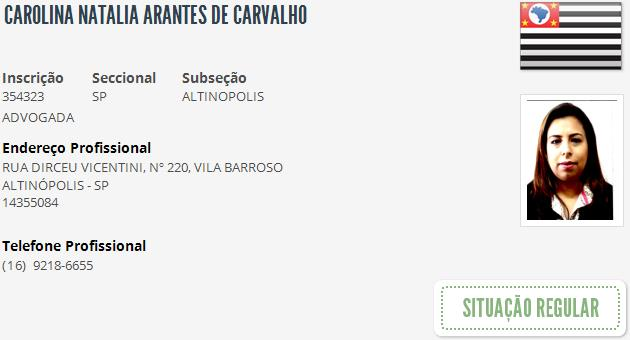 CAROLINA NATALIA ARANTES DE CARVALHO
Inscrição Seccional Subseção
354323 SP ALTINOPOLIS
ADVOGADA
Endereço Profissional
RUA DIRCEU VICENTINI, Nº 220, VILA BARROSO
ALTINÓPOLIS - SP
14355084
Telefone Profissional
(16) 9218-6655
SITUAÇÃO REGULAR